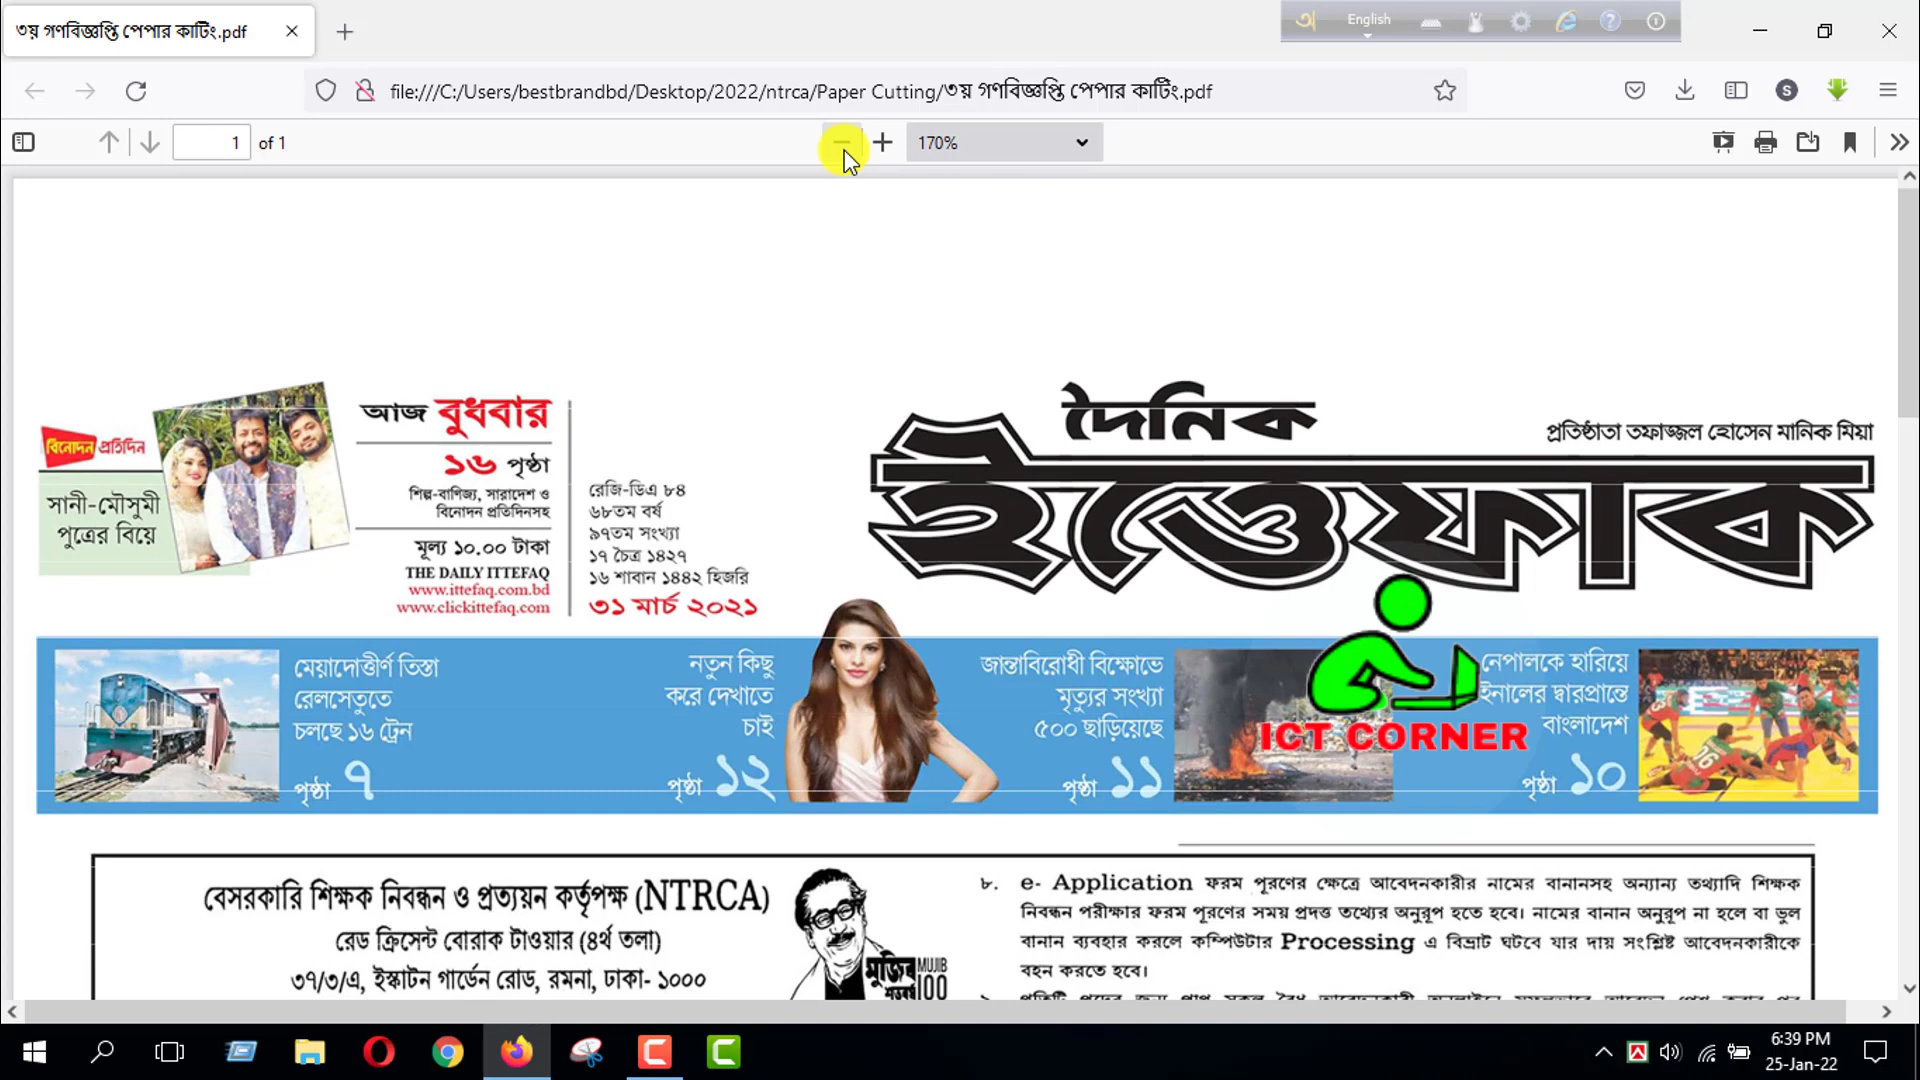 ৩য় গণবিজ্ঞপ্তি পেপার কাটিং.pdf
অ English
file:///C:/Users/bestbrandbd/Desktop/2022/ntrca/Paper Cutting/৩য় গণবিজ্ঞপ্তি পেপার কাটিং.pdf
S
1 of 1
170%
বিনোদন প্রতিদিন
সানী-মৌসুমী
পুত্রের বিয়ে
আজ বুধবার
১৬ পৃষ্ঠা
শিল্প-বাণিজ্য, সারাদেশ ও
বিনোদন প্রতিদিনসহ
মূল্য ১০.০০ টাকা
THE DAILY ITTEFAQ
www.ittefaq.com.bd
www.clickittefaq.com
রেজি-ডিএ ৮৪
৬৮তম বর্ষ
৯৭তম সংখ্যা
১৭ চৈত্র ১৪২৭
১৬ শাবান ১৪৪২ হিজরি
৩১ মার্চ ২০২১
দৈনিক
ইত্তেফাক
প্রতিষ্ঠাতা তফাজ্জল হোসেন মানিক মিয়া
মেয়াদোত্তীর্ণ তিস্তা
রেলসেতুতে
চলছে ১৬ ট্রেন
পৃষ্ঠা ৭
নতুন কিছু
করে দেখাতে
চাই
পৃষ্ঠা ১২
জান্তাবিরোধী বিক্ষোভে
মৃত্যুর সংখ্যা
৫০০ ছাড়িয়েছে
পৃষ্ঠা ১১
ICT CORNER
নেপালকে হারিয়ে
ইনালের দ্বারপ্রান্তে
বাংলাদেশ
পৃষ্ঠা ১০
বেসরকারি শিক্ষক নিবন্ধন ও প্রত্যয়ন কর্তৃপক্ষ (NTRCA)
রেড ক্রিসেন্ট বোরাক টাওয়ার (৪র্থ তলা)
৩৭/৩/এ, ইস্কাটন গার্ডেন রোড, রমনা, ঢাকা- ১০০০
মুজিব
শতবর্ষ
MUJIB
100
৮. e- Application ফরম পূরণের ক্ষেত্রে আবেদনকারীর নামের বানানসহ অন্যান্য তথ্যাদি শিক্ষক
নিবন্ধন পরীক্ষার ফরম পূরণের সময় প্রদত্ত তথ্যের অনুরূপ হতে হবে। নামের বানান অনুরূপ না হলে বা ভুল
বানান ব্যবহার করলে কম্পিউটার Processing এ বিভ্রাট ঘটবে যার দায় সংশ্লিষ্ট আবেদনকারীকে
বহন করতে হবে।
6:39 PM
25-Jan-22